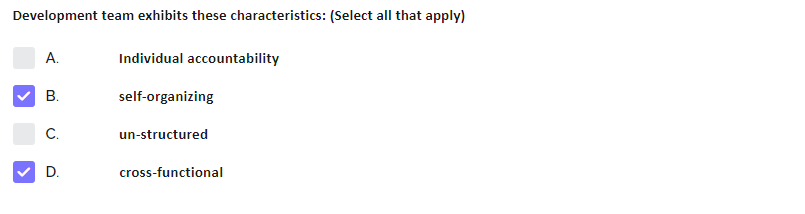 Development team exhibits these characteristics: (Select all that apply)
A. Individual accountability
B. self-organizing
C. un-structured
D. cross-functional